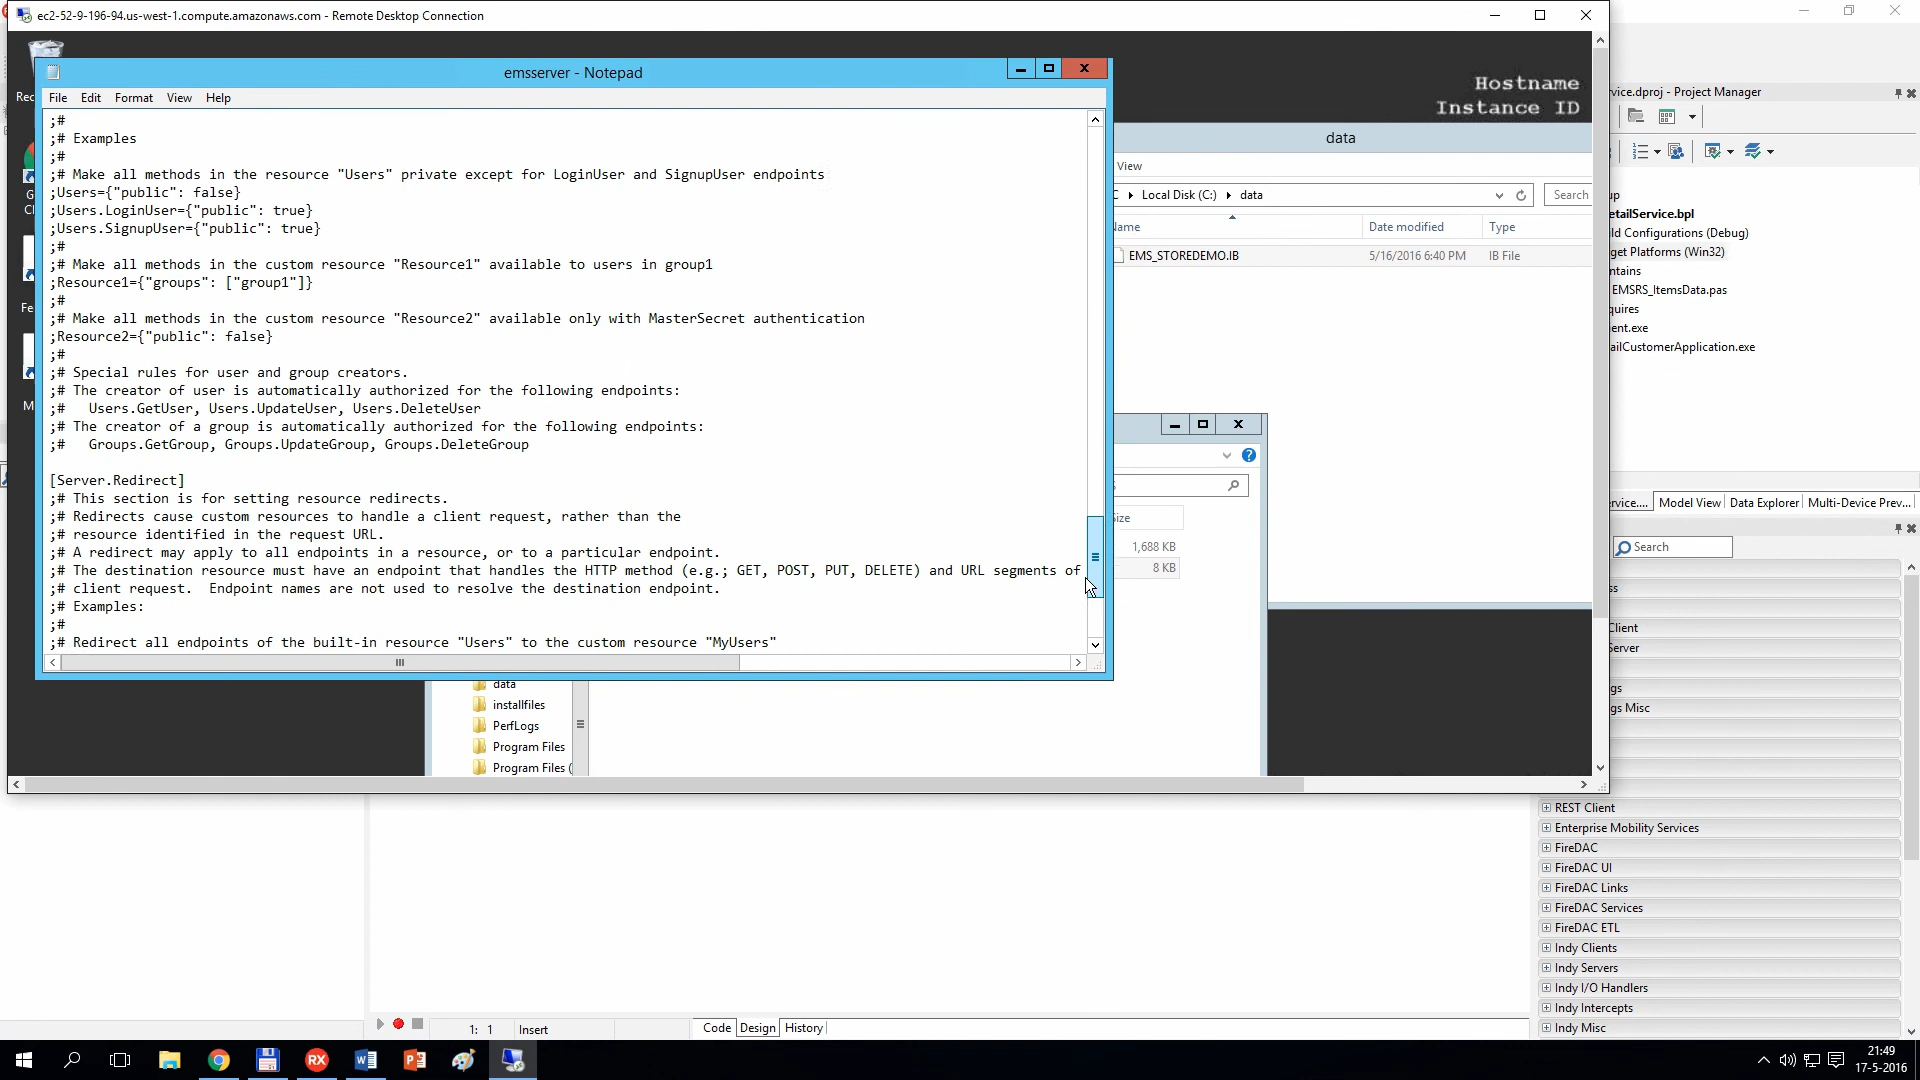 ec2-52-9-196-94.us-west-1.compute.amazonaws.com - Remote Desktop Connection
emsserver - Notepad
File Edit Format View Help
;#
;# Examples
;#
;# Make all methods in the resource "Users" private except for LoginUser and SignupUser endpoints
;Users={"public": false}
;Users.LoginUser={"public": true}
;Users.SignupUser={"public": true}
;#
;# Make all methods in the custom resource "Resource1" available to users in group1
;Resource1={"groups": ["group1"]}
;#
;# Make all methods in the custom resource "Resource2" available only with MasterSecret authentication
;Resource2={"public": false}
;#
;# Special rules for user and group creators.
;# The creator of user is automatically authorized for the following endpoints:
;#   Users.GetUser, Users.UpdateUser, Users.DeleteUser
;# The creator of a group is automatically authorized for the following endpoints:
;#   Groups.GetGroup, Groups.UpdateGroup, Groups.DeleteGroup
[Server.Redirect]
;# This section is for setting resource redirects.
;# Redirects cause custom resources to handle a client request, rather than the
;# resource identified in the request URL.
;# A redirect may apply to all endpoints in a resource, or to a particular endpoint.
;# The destination resource must have an endpoint that handles the HTTP method (e.g.; GET, POST, PUT, DELETE) and URL segments of
;# client request.  Endpoint names are not used to resolve the destination endpoint.
;# Examples:
;#
;# Redirect all endpoints of the built-in resource "Users" to the custom resource "MyUsers"
Hostname
Instance ID
data
View
Local Disk (C:) data
Search
Name Date modified Type
EMS_STOREDEMO.IB 5/16/2016 6:40 PM IB File
Size
1,688 KB
8 KB
data
installfiles
PerfLogs
Program Files
Program Files (
vice.dproj - Project Manager
up
etailService.bpl
ld Configurations (Debug)
get Platforms (Win32)
ntains
EMSRS_ItemsData.pas
quires
ent.exe
ailCustomerApplication.exe
rvice.... Model View Data Explorer Multi-Device Prev...
Search
ss
Client
Server
gs
gs Misc
REST Client
Enterprise Mobility Services
FireDAC
FireDAC UI
FireDAC Links
FireDAC Services
FireDAC ETL
Indy Clients
Indy Servers
Indy I/O Handlers
Indy Intercepts
Indy Misc
1: 1 Insert Code Design History
21:49
17-5-2016